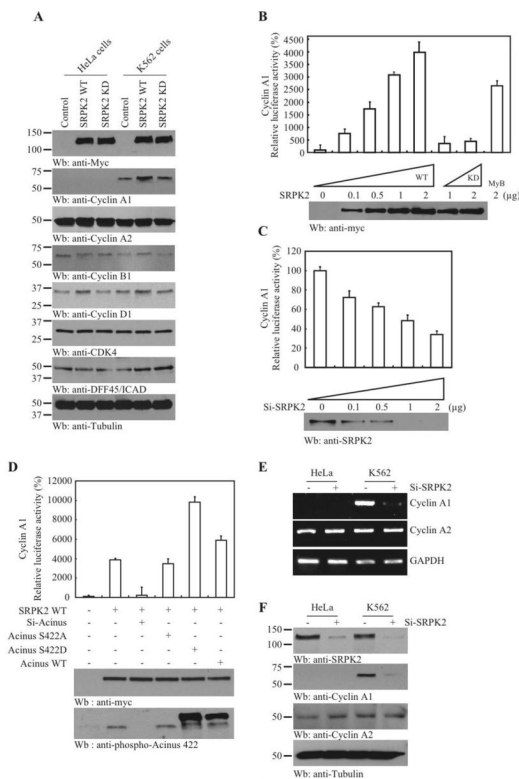 A
HeLa cells
K562 cells
Control
SRPK2 WT
SRPK2 KD
Control
SRPK2 WT
SRPK2 KD
150
100
Wb: anti-Myc
75
50
Wb: anti-Cyclin A1
50
Wb: anti-Cyclin A2
75
50
Wb: anti-Cyclin B1
37
25
Wb: anti-Cyclin D1
37
25
Wb: anti-CDK4
50
37
Wb: anti-DFF45/ICAD
50
37
Wb: anti-Tubulin
B
Cyclin A1
Relative luciferase activity (%)
4500
4000
3500
3000
2500
2000
1500
1000
500
0
WT
KD
MyB
SRPK2 0.1 0.5 1 2 1 2 2 (μg)
Wb: anti-myc
C
Cyclin A1
Relative luciferase activity (%)
120
100
80
60
40
20
0
Si-SRPK2 0 0.1 0.5 1 2 (μg)
Wb: anti-SRPK2
D
Cyclin A1
Relative luciferase activity (%)
12000
10000
8000
6000
4000
2000
0
SRPK2 WT - + + + + +
Si-Acinus - - + - - -
Acinus S422A - - - + - -
Acinus S422D - - - - + -
Acinus WT - - - - - +
Wb : anti-myc
Wb : anti-phospho-Acinus 422
E
HeLa K562
- + - + Si-SRPK2
Cyclin A1
Cyclin A2
GAPDH
F
HeLa K562
- + - + Si-SRPK2
100
Wb: anti-SRPK2
75
50
Wb: anti-Cyclin A1
50
Wb: anti-Cyclin A2
50
Wb: anti-Tubulin